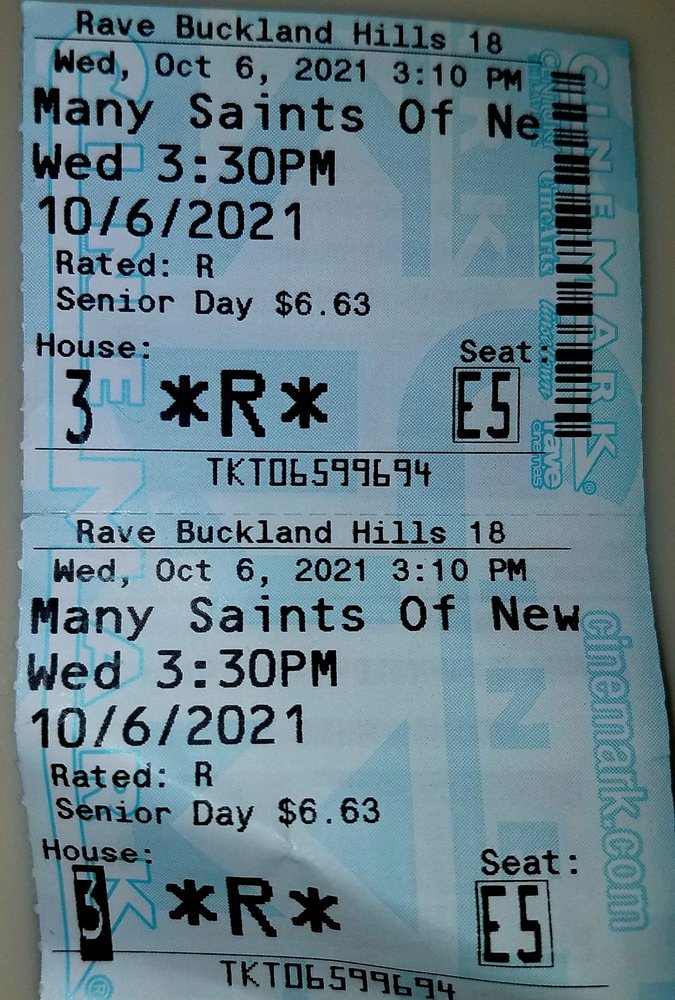 Rave Buckland Hills 18
Wed, Oct 6, 2021 3:10 PM
Many Saints Of Ne
Wed 3:30PM
10/6/2021
Rated: R
Senior Day $6.63
House: Seat:
3 *R* E5
TKT06599694
CINEMARK
CINEMARK
Rave Buckland Hills 18
Wed, Oct 6, 2021 3:10 PM
Many Saints Of New
Wed 3:30PM
10/6/2021
Rated: R
Senior Day $6.63
House: Seat:
3 *R* E5
TKT06599694
cinemark.com